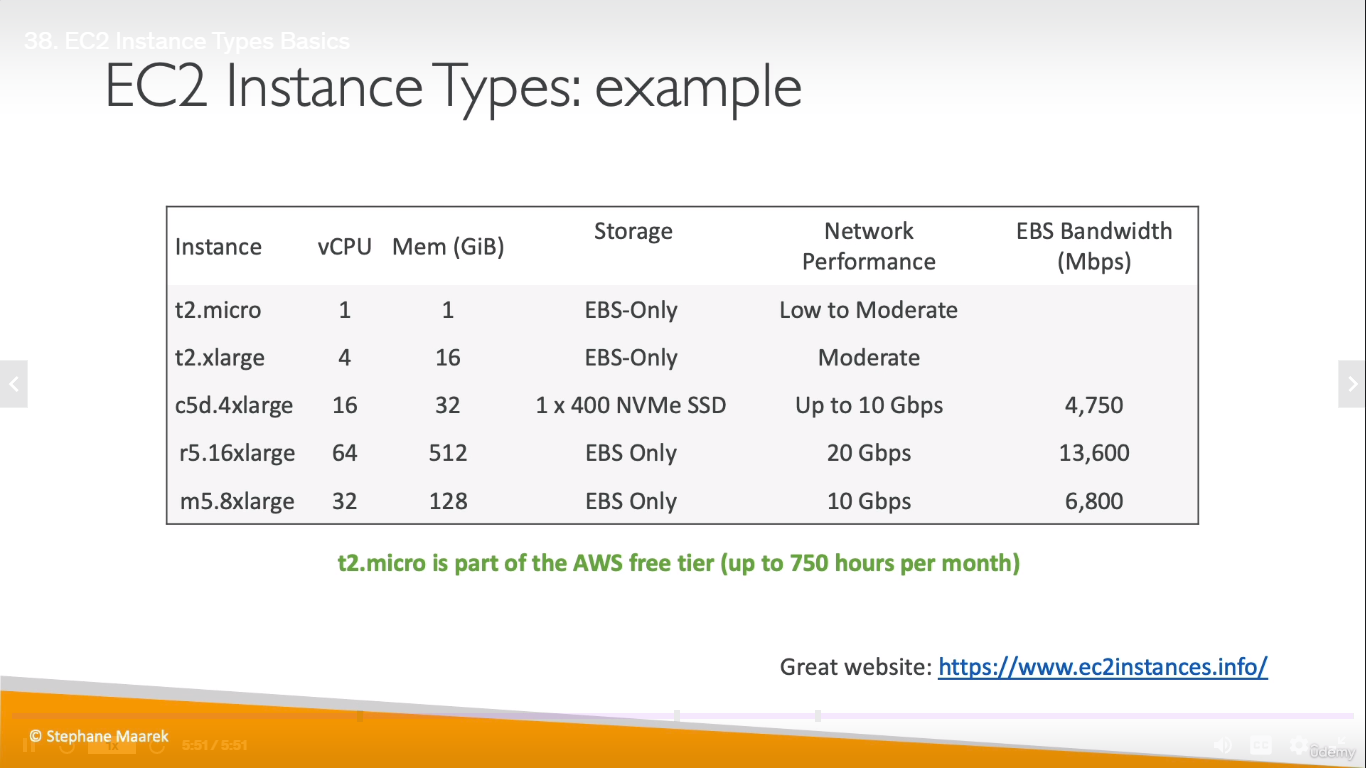 38. EC2 Instance Types Basics
EC2 Instance Types: example
Instance vCPU Mem (GiB) Storage Network Performance EBS Bandwidth (Mbps)
t2.micro 1 1 EBS-Only Low to Moderate
t2.xlarge 4 16 EBS-Only Moderate
c5d.4xlarge 16 32 1 x 400 NVMe SSD Up to 10 Gbps 4,750
r5.16xlarge 64 512 EBS Only 20 Gbps 13,600
m5.8xlarge 32 128 EBS Only 10 Gbps 6,800
t2.micro is part of the AWS free tier (up to 750 hours per month)
Great website: https://www.ec2instances.info/
© Stephane Maarek
1x 5:51 / 5:51
CC
ûdemy